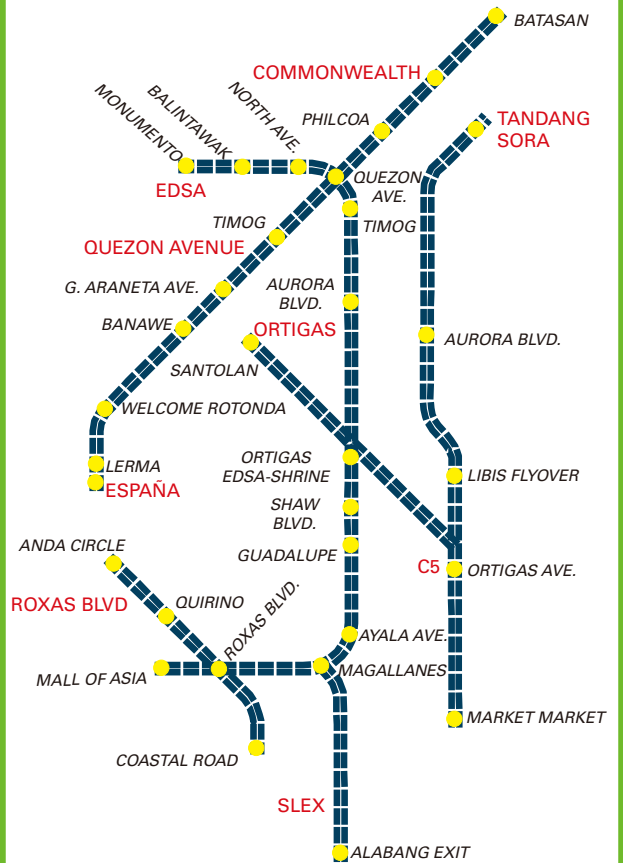 BATASAN
COMMONWEALTH
MONUMENTO
BALINTAWAK
NORTH AVE.
PHILCOA
TANDANG
SORA
EDSA
QUEZON
AVE.
TIMOG
TIMOG
QUEZON AVENUE
G. ARANETA AVE.
AURORA
BLVD.
BANAWE
ORTIGAS
AURORA BLVD.
SANTOLAN
WELCOME ROTONDA
LERMA
ESPAÑA
ORTIGAS
EDSA-SHRINE
LIBIS FLYOVER
SHAW
BLVD.
ANDA CIRCLE
GUADALUPE
C5
ORTIGAS AVE.
ROXAS BLVD
QUIRINO
ROXAS BLVD.
AYALA AVE.
MALL OF ASIA
MAGALLANES
MARKET MARKET
COASTAL ROAD
SLEX
ALABANG EXIT